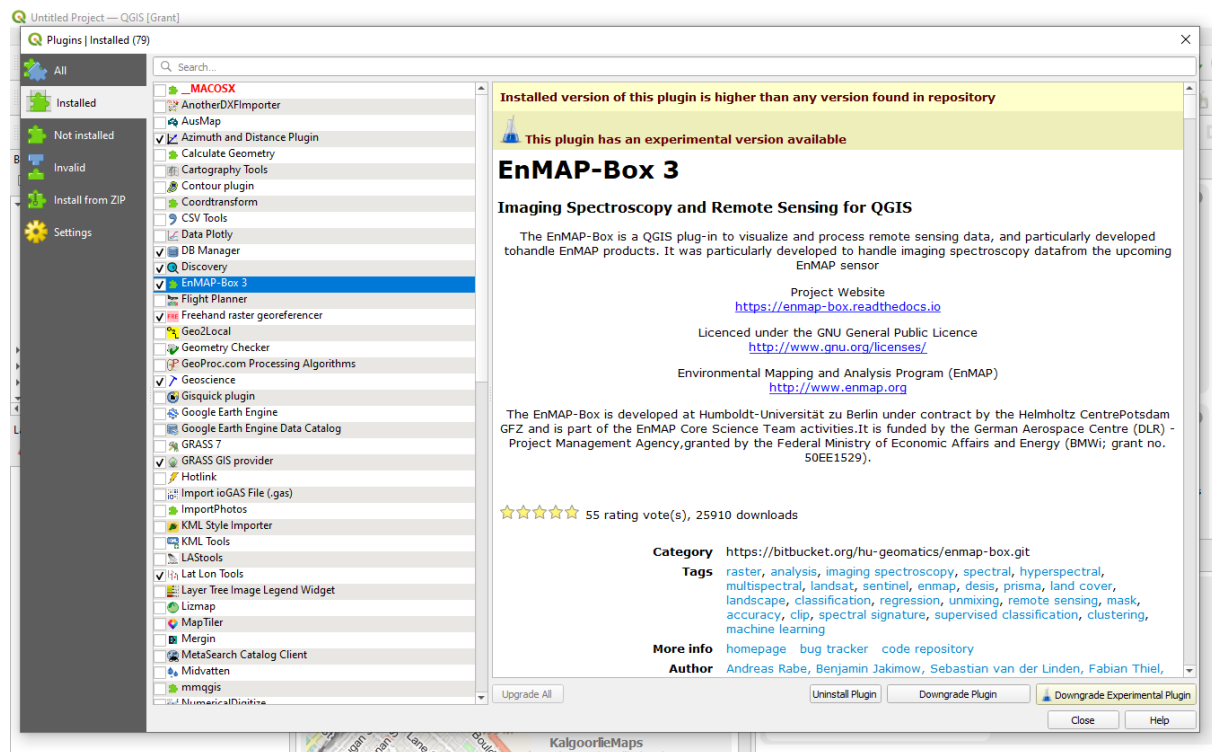 Untitled Project — QGIS [Grant]
Plugins | Installed (79)
All
Installed
Not installed
Invalid
Install from ZIP
Settings
Search...
__MACOSX
AnotherDXFImporter
AusMap
Azimuth and Distance Plugin
Calculate Geometry
Cartography Tools
Contour plugin
Coordtransform
CSV Tools
Data Plotly
DB Manager
Discovery
EnMAP-Box 3
Flight Planner
Freehand raster georeferencer
Geo2Local
Geometry Checker
GeoProc.com Processing Algorithms
Geoscience
Gisquick plugin
Google Earth Engine
Google Earth Engine Data Catalog
GRASS 7
GRASS GIS provider
Hotlink
Import ioGAS File (.gas)
ImportPhotos
KML Style Importer
KML Tools
LAStools
Lat Lon Tools
Layer Tree Image Legend Widget
Lizmap
MapTiler
Mergin
MetaSearch Catalog Client
Midvatten
mmqgis
NumericalDigitize
Installed version of this plugin is higher than any version found in repository
This plugin has an experimental version available
EnMAP-Box 3
Imaging Spectroscopy and Remote Sensing for QGIS
The EnMAP-Box is a QGIS plug-in to visualize and process remote sensing data, and particularly developed
tohandle EnMAP products. It was particularly developed to handle imaging spectroscopy datafrom the upcoming
EnMAP sensor
Project Website
https://enmap-box.readthedocs.io
Licenced under the GNU General Public Licence
http://www.gnu.org/licenses/
Environmental Mapping and Analysis Program (EnMAP)
http://www.enmap.org
The EnMAP-Box is developed at Humboldt-Universität zu Berlin under contract by the Helmholtz CentrePotsdam
GFZ and is part of the EnMAP Core Science Team activities.It is funded by the German Aerospace Centre (DLR) -
Project Management Agency,granted by the Federal Ministry of Economic Affairs and Energy (BMWi; grant no.
50EE1529).
55 rating vote(s), 25910 downloads
Category https://bitbucket.org/hu-geomatics/enmap-box.git
Tags raster, analysis, imaging spectroscopy, spectral, hyperspectral,
multispectral, landsat, sentinel, enmap, desis, prisma, land cover,
landscape, classification, regression, unmixing, remote sensing, mask,
accuracy, clip, spectral signature, supervised classification, clustering,
machine learning
More info homepage bug tracker code repository
Author Andreas Rabe, Benjamin Jakimow, Sebastian van der Linden, Fabian Thiel,
Upgrade All
Uninstall Plugin
Downgrade Plugin
Downgrade Experimental Plugin
Close
Help
KalgoorlieMaps